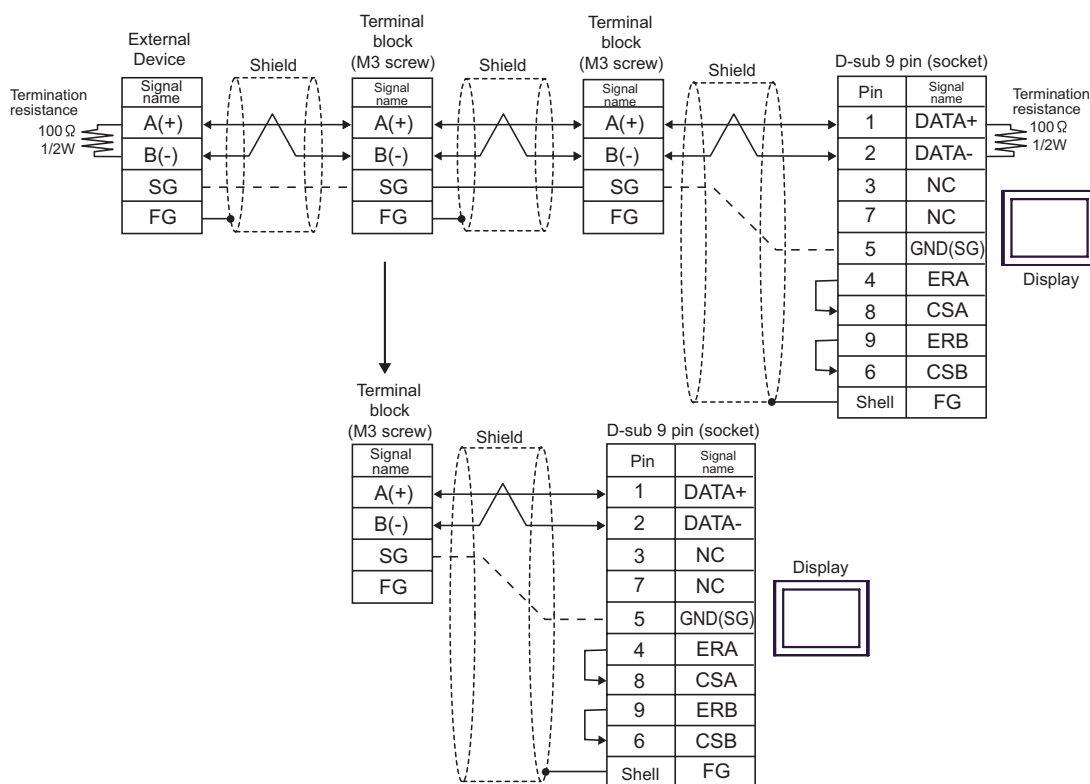 External
Device
Signal
name
A(+)
B(-)
SG
FG
Termination
resistance
100 Ω
1/2W
Shield
Terminal
block
(M3 screw)
Signal
name
A(+)
B(-)
SG
FG
Shield
Terminal
block
(M3 screw)
Signal
name
A(+)
B(-)
SG
FG
Shield
D-sub 9 pin (socket)
Pin Signal name
1 DATA+
2 DATA-
3 NC
7 NC
5 GND(SG)
4 ERA
8 CSA
9 ERB
6 CSB
Shell FG
Termination
resistance
100 Ω
1/2W
Display
Terminal
block
(M3 screw)
Signal
name
A(+)
B(-)
SG
FG
Shield
D-sub 9 pin (socket)
Pin Signal name
1 DATA+
2 DATA-
3 NC
7 NC
5 GND(SG)
4 ERA
8 CSA
9 ERB
6 CSB
Shell FG
Display